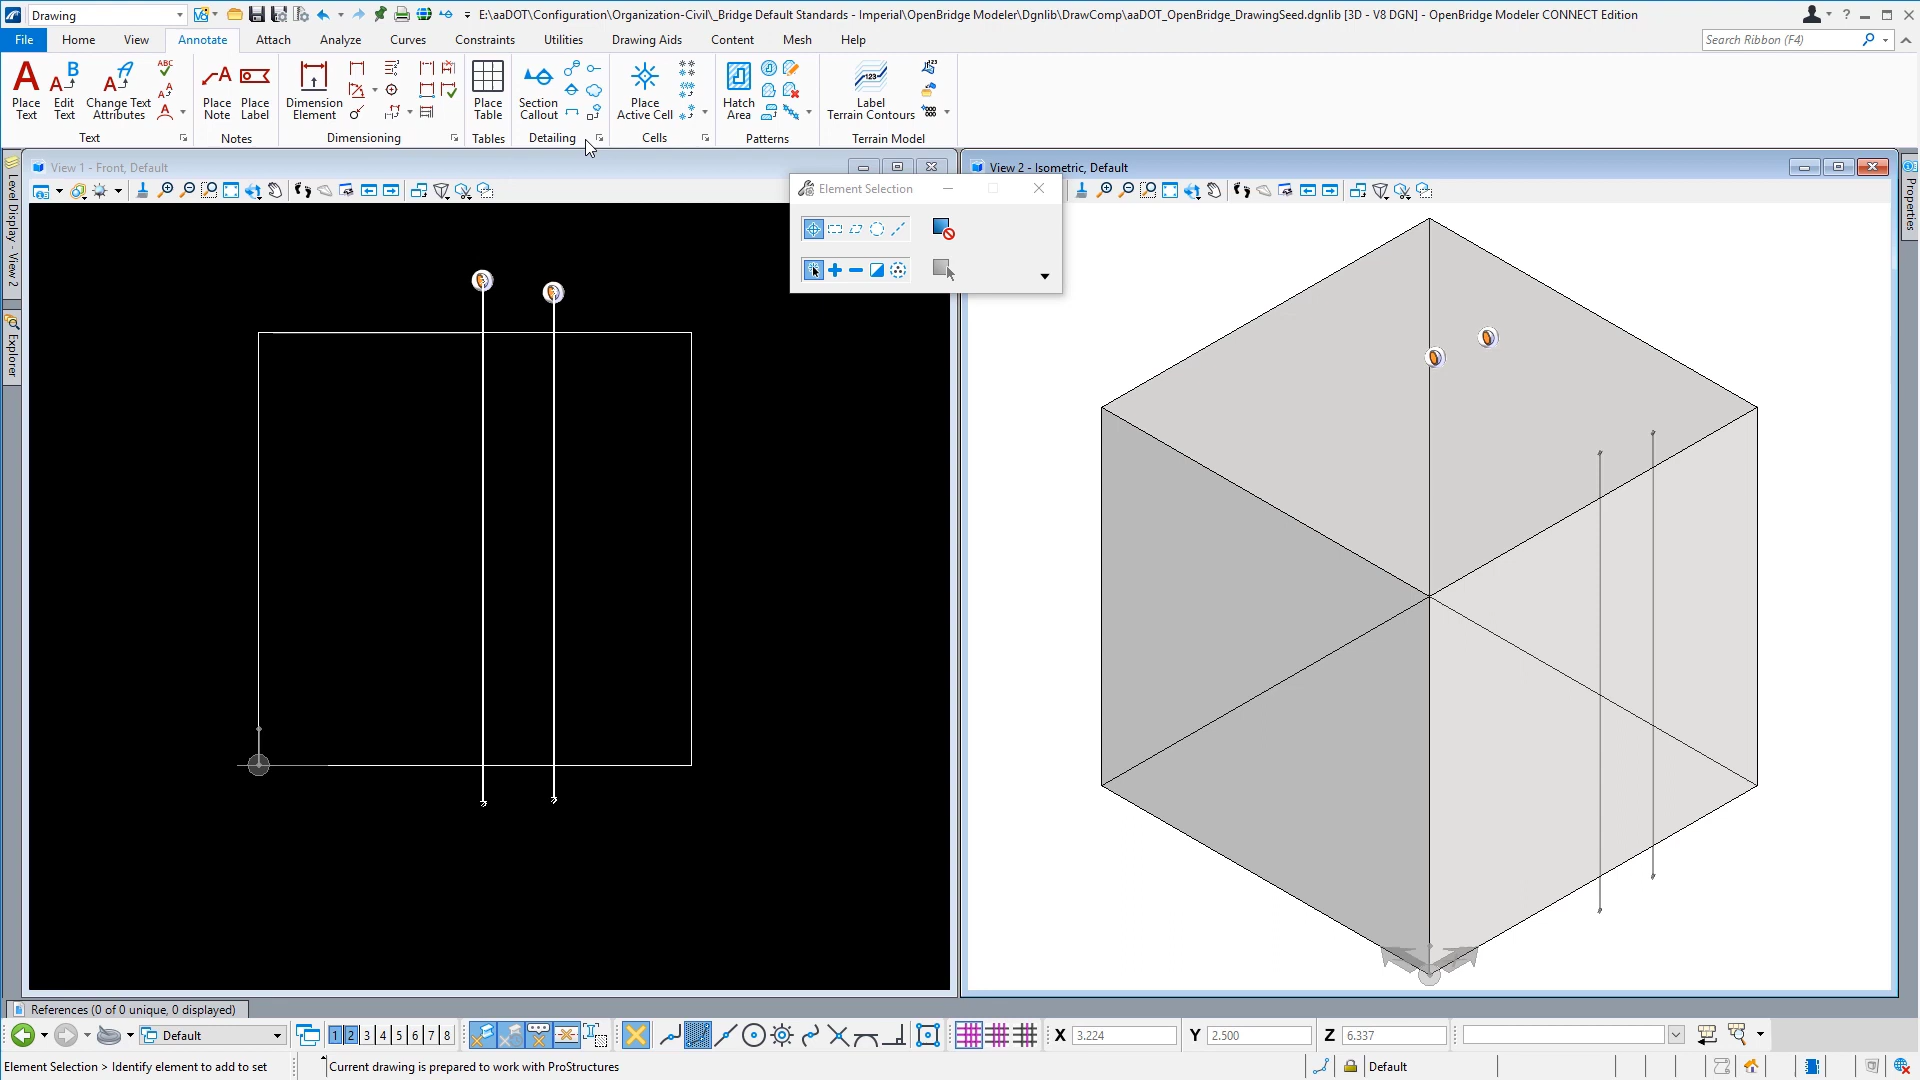 Drawing
E:\aaDOT\Configuration\Organization-Civil\_Bridge Default Standards - Imperial\OpenBridge Modeler\Dgnlib\DrawComp\aaDOT_OpenBridge_DrawingSeed.dgnlib [3D - V8 DGN] - OpenBridge Modeler CONNECT Edition
File
Home
View
Annotate
Attach
Analyze
Curves
Constraints
Utilities
Drawing Aids
Content
Mesh
Help
Search Ribbon (F4)
Place Text
Edit Text
Change Text Attributes
Place Note
Place Label
Dimension Element
Place Table
Section Callout
Place Active Cell
Hatch Area
Label Terrain Contours
Text
Notes
Dimensioning
Tables
Detailing
Cells
Patterns
Terrain Model
View 1 - Front, Default
View 2 - Isometric, Default
Element Selection
Level Display - View 2
Explorer
Properties
References (0 of 0 unique, 0 displayed)
Default
1 2 3 4 5 6 7 8
X 3.224
Y 2.500
Z 6.337
Element Selection > Identify element to add to set
Current drawing is prepared to work with ProStructures
Default